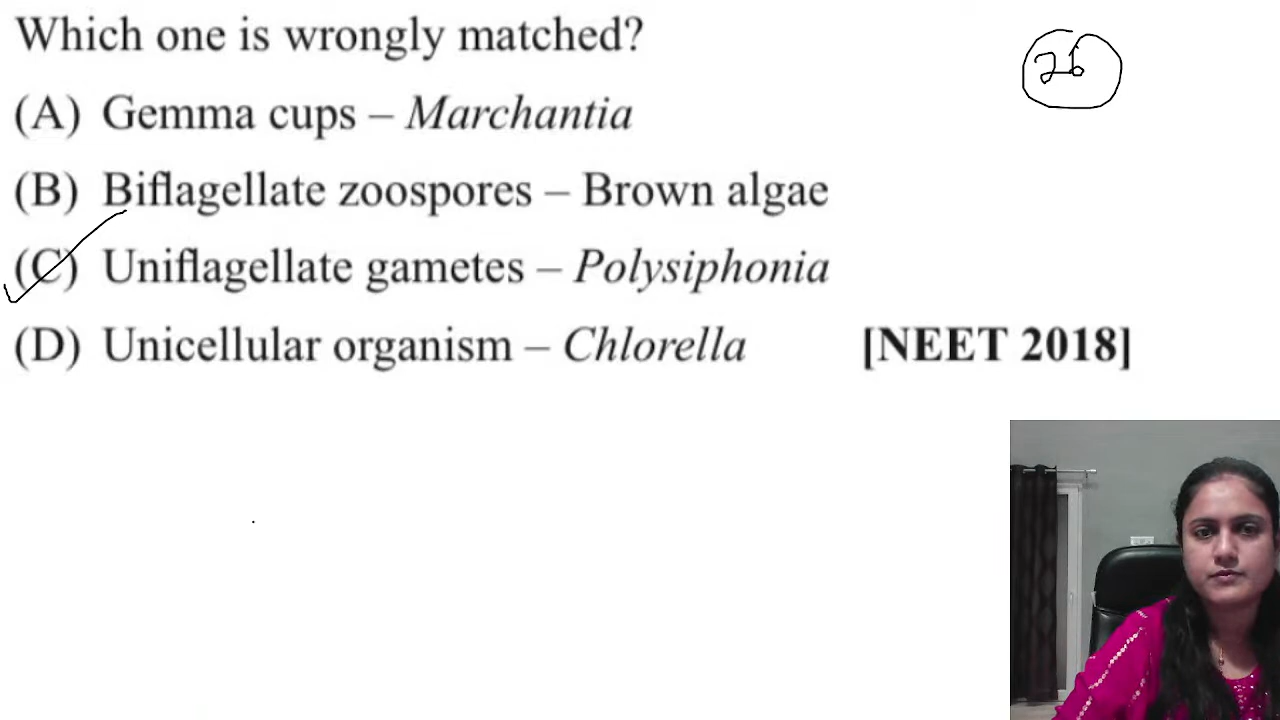 Which one is wrongly matched?
26
(A) Gemma cups – Marchantia
(B) Biflagellate zoospores – Brown algae
(C) Uniflagellate gametes – Polysiphonia
(D) Unicellular organism – Chlorella [NEET 2018]